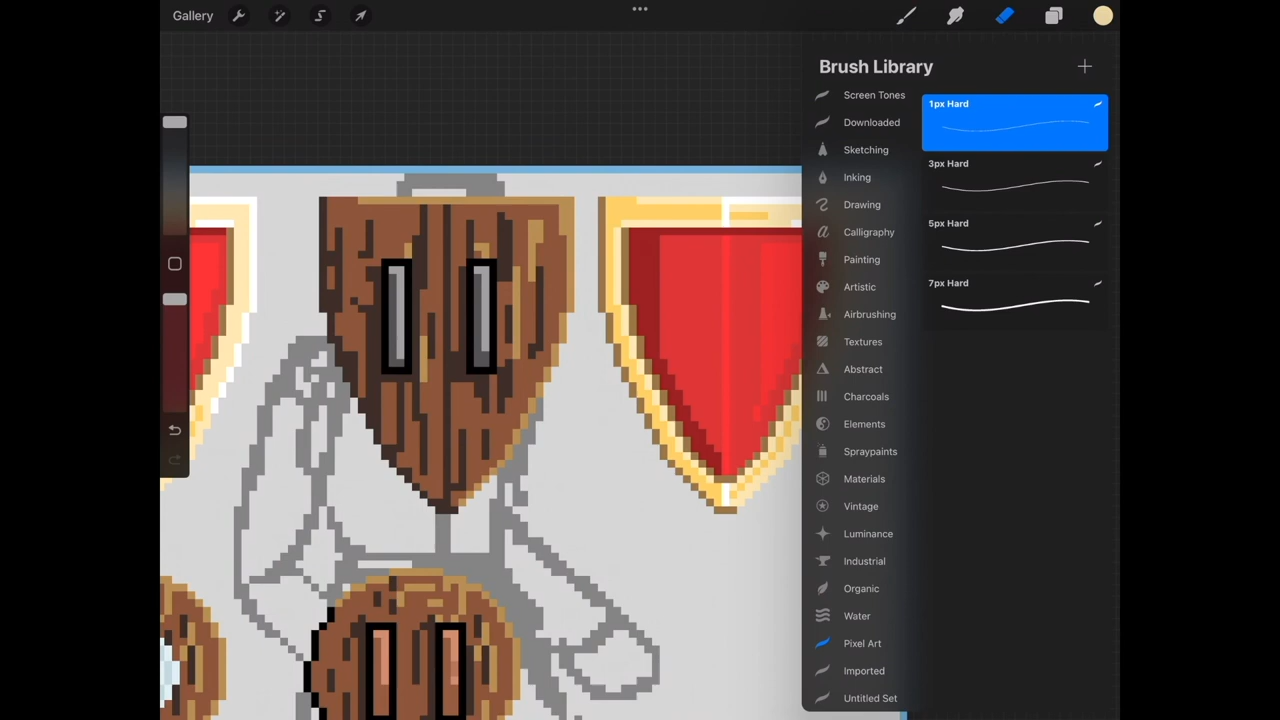 Gallery
Brush Library
Screen Tones
Downloaded
Sketching
Inking
Drawing
Calligraphy
Painting
Artistic
Airbrushing
Textures
Abstract
Charcoals
Elements
Spraypaints
Materials
Vintage
Luminance
Industrial
Organic
Water
Pixel Art
Imported
Untitled Set
1px Hard
3px Hard
5px Hard
7px Hard